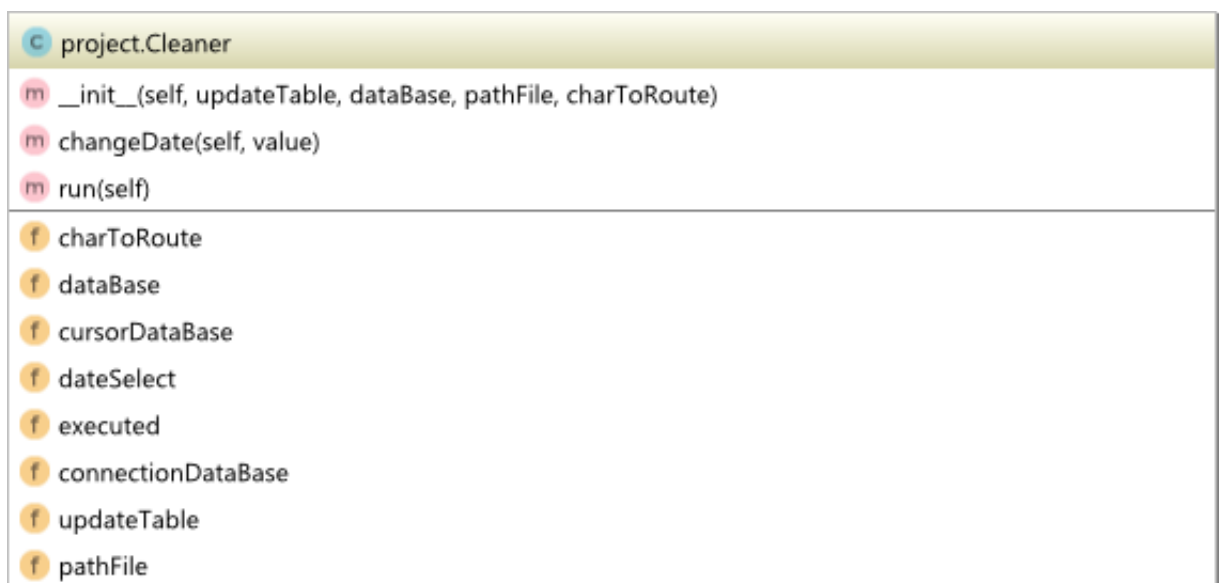 C project.Cleaner
m __init__(self, updateTable, dataBase, pathFile, charToRoute)
m changeDate(self, value)
m run(self)
f charToRoute
f dataBase
f cursorDataBase
f dateSelect
f executed
f connectionDataBase
f updateTable
f pathFile